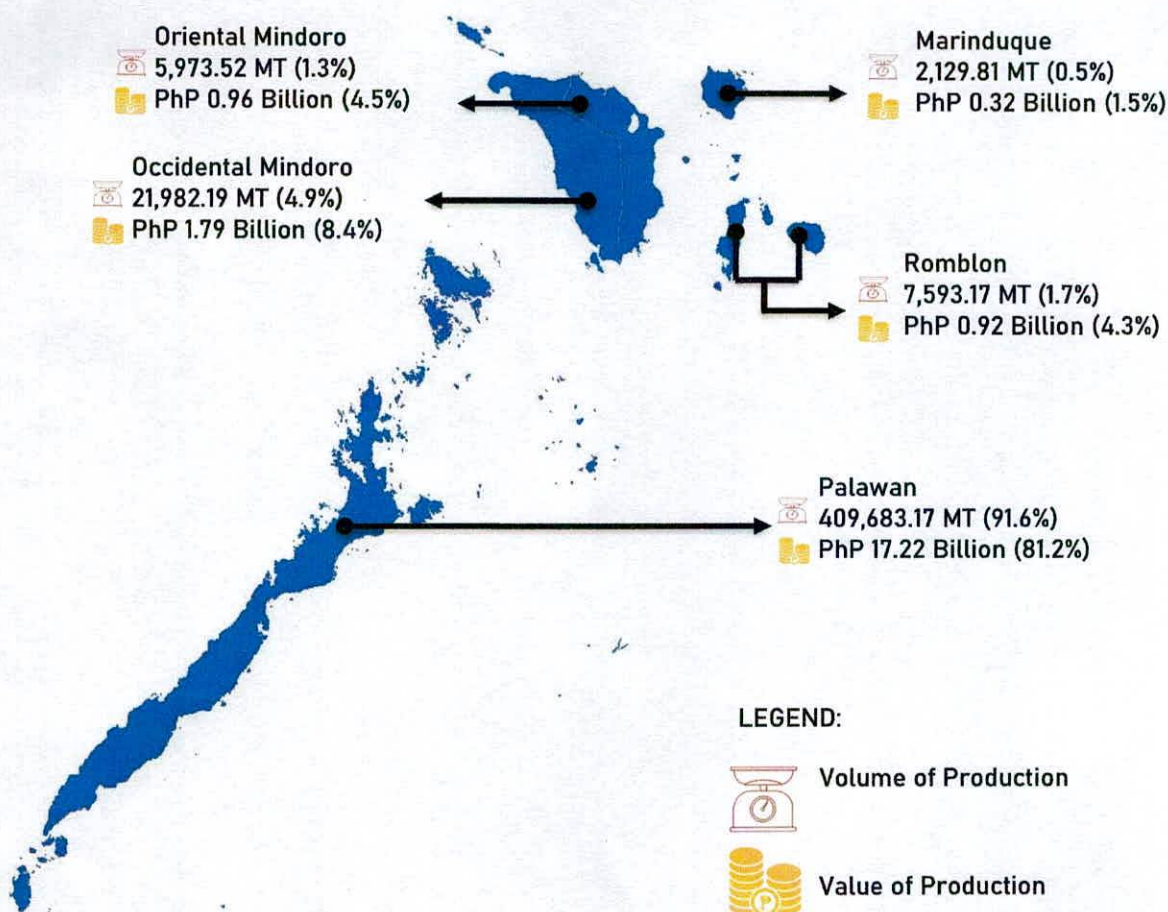 Oriental Mindoro
5,973.52 MT (1.3%)
PhP 0.96 Billion (4.5%)
Marinduque
2,129.81 MT (0.5%)
PhP 0.32 Billion (1.5%)
Occidental Mindoro
21,982.19 MT (4.9%)
PhP 1.79 Billion (8.4%)
Romblon
7,593.17 MT (1.7%)
PhP 0.92 Billion (4.3%)
Palawan
409,683.17 MT (91.6%)
PhP 17.22 Billion (81.2%)
LEGEND:
Volume of Production
Value of Production
P